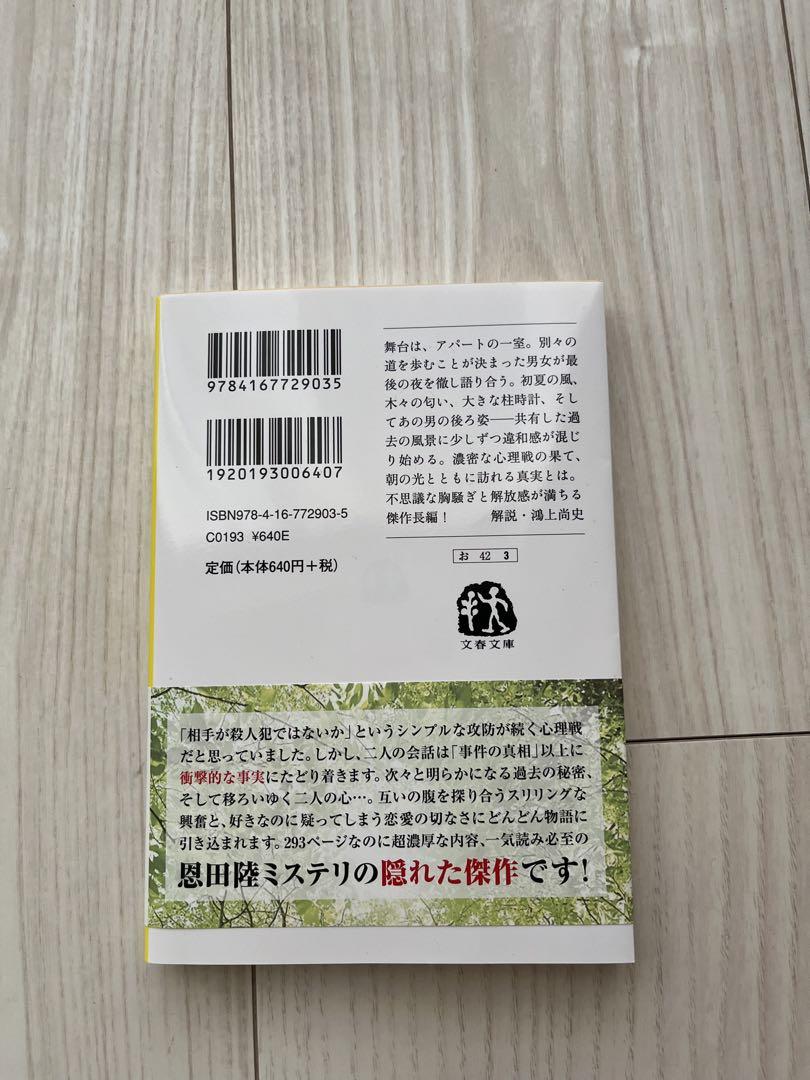 9784167729035
1920193006407
ISBN978-4-16-772903-5
C0193 ¥640E
定価(本体640円+税)
舞台は、アパートの一室。別々の
道を歩むことが決まった男女が最
後の夜を徹し語り合う。初夏の風、
木々の匂い、大きな柱時計、そ
してあの男の後ろ姿──共有した過
去の風景に少しずつ違和感が混じ
り始める。濃密な心理戦の果て、
朝の光とともに訪れる真実とは。
不思議な胸騒ぎと解放感が満ちる
傑作長編! 解説・鴻上尚史
お 42 3
文春文庫
「相手が殺人犯ではないか」というシンプルな攻防が続く心理戦
だと思っていました。しかし、二人の会話は「事件の真相」以上に
衝撃的な事実にたどり着きます。次々と明らかになる過去の秘密、
そして移ろいゆく二人の心…。互いの腹を探り合うスリリングな
興奮と、好きなのに疑ってしまう恋愛の切なさにどんどん物語に
引き込まれます。293ページなのに超濃厚な内容、一気読み必至の
恩田陸ミステリの隠れた傑作です!